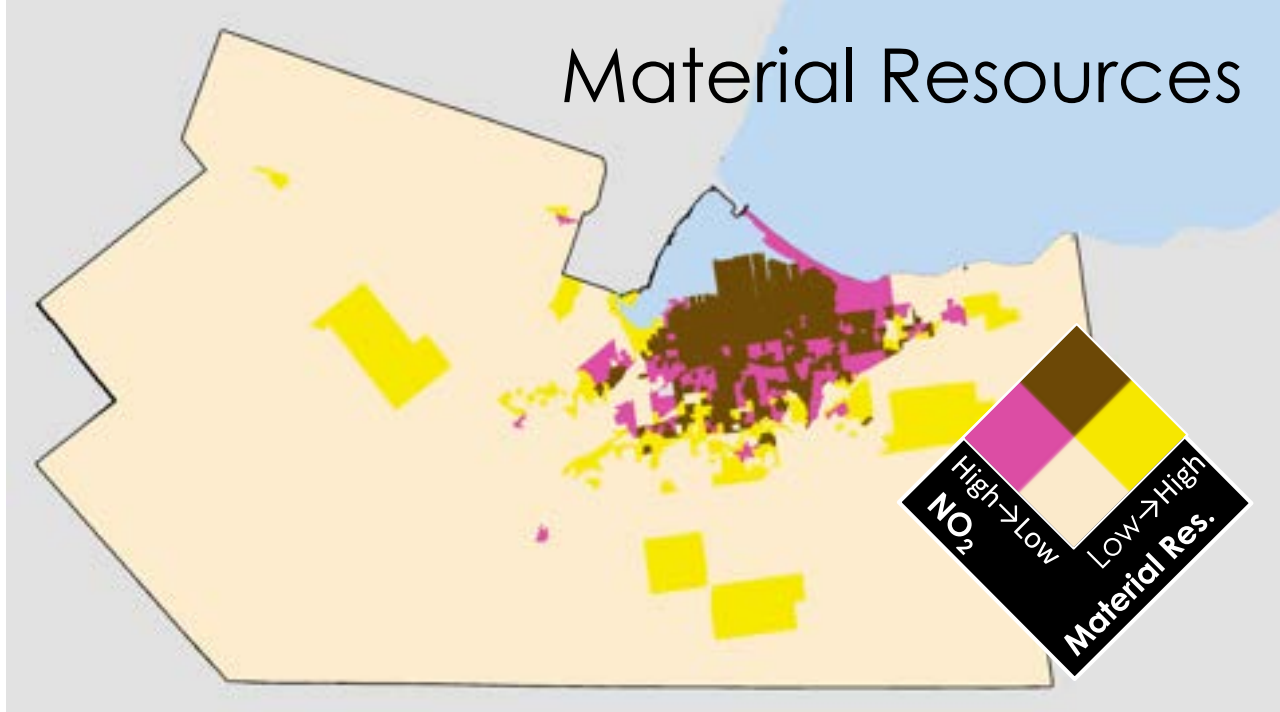 Material Resources
High→Low
NO₂
Low→High
Material Res.